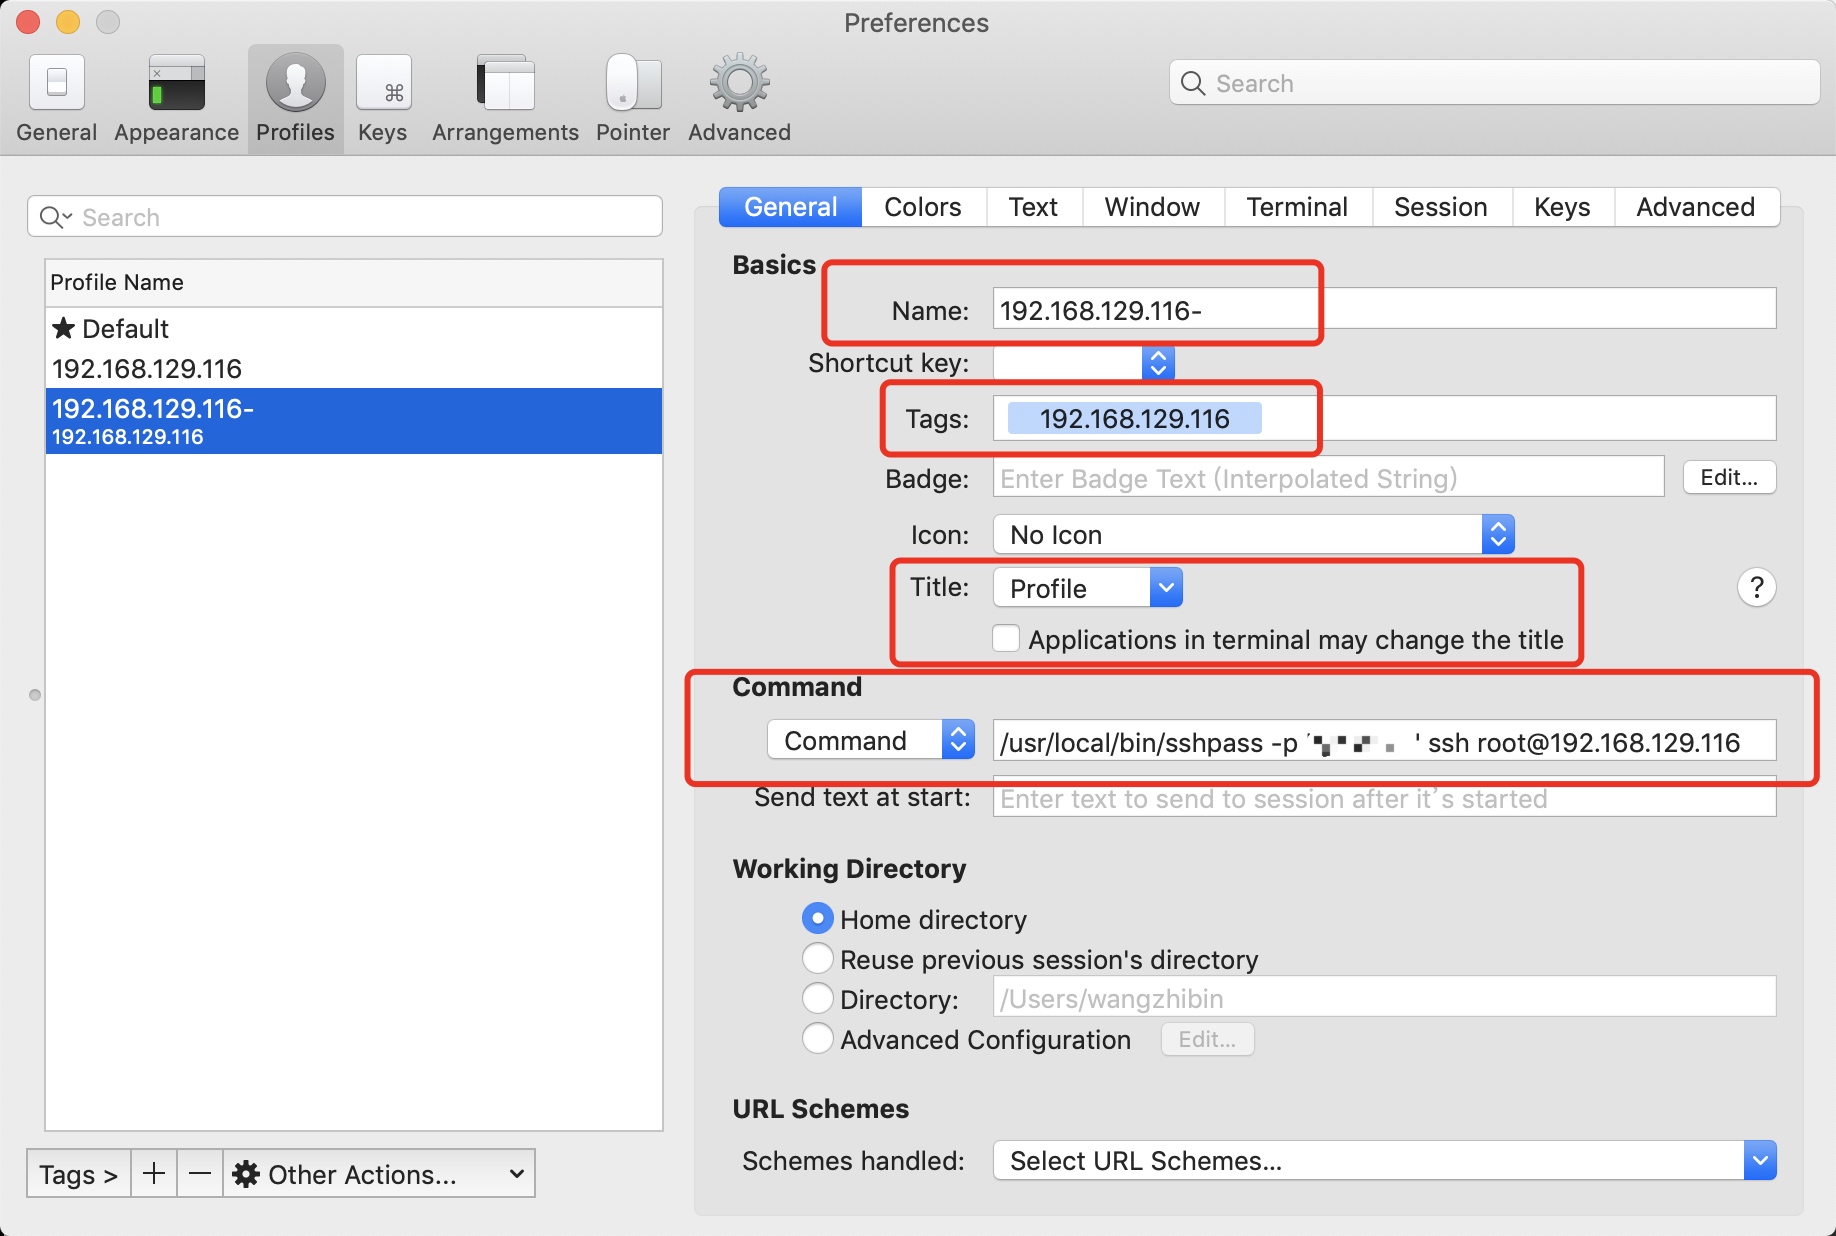 Preferences
General Appearance Profiles Keys Arrangements Pointer Advanced
Search
Search
Profile Name
★ Default
192.168.129.116
192.168.129.116-
192.168.129.116
General Colors Text Window Terminal Session Keys Advanced
Basics
Name: 192.168.129.116-
Shortcut key:
Tags: 192.168.129.116
Badge: Enter Badge Text (Interpolated String) Edit...
Icon: No Icon
Title: Profile ?
Applications in terminal may change the title
Command
Command /usr/local/bin/sshpass -p ' ' ssh root@192.168.129.116
Send text at start: Enter text to send to session after it's started
Working Directory
Home directory
Reuse previous session's directory
Directory: /Users/wangzhibin
Advanced Configuration Edit...
URL Schemes
Schemes handled: Select URL Schemes...
Tags > + − Other Actions...